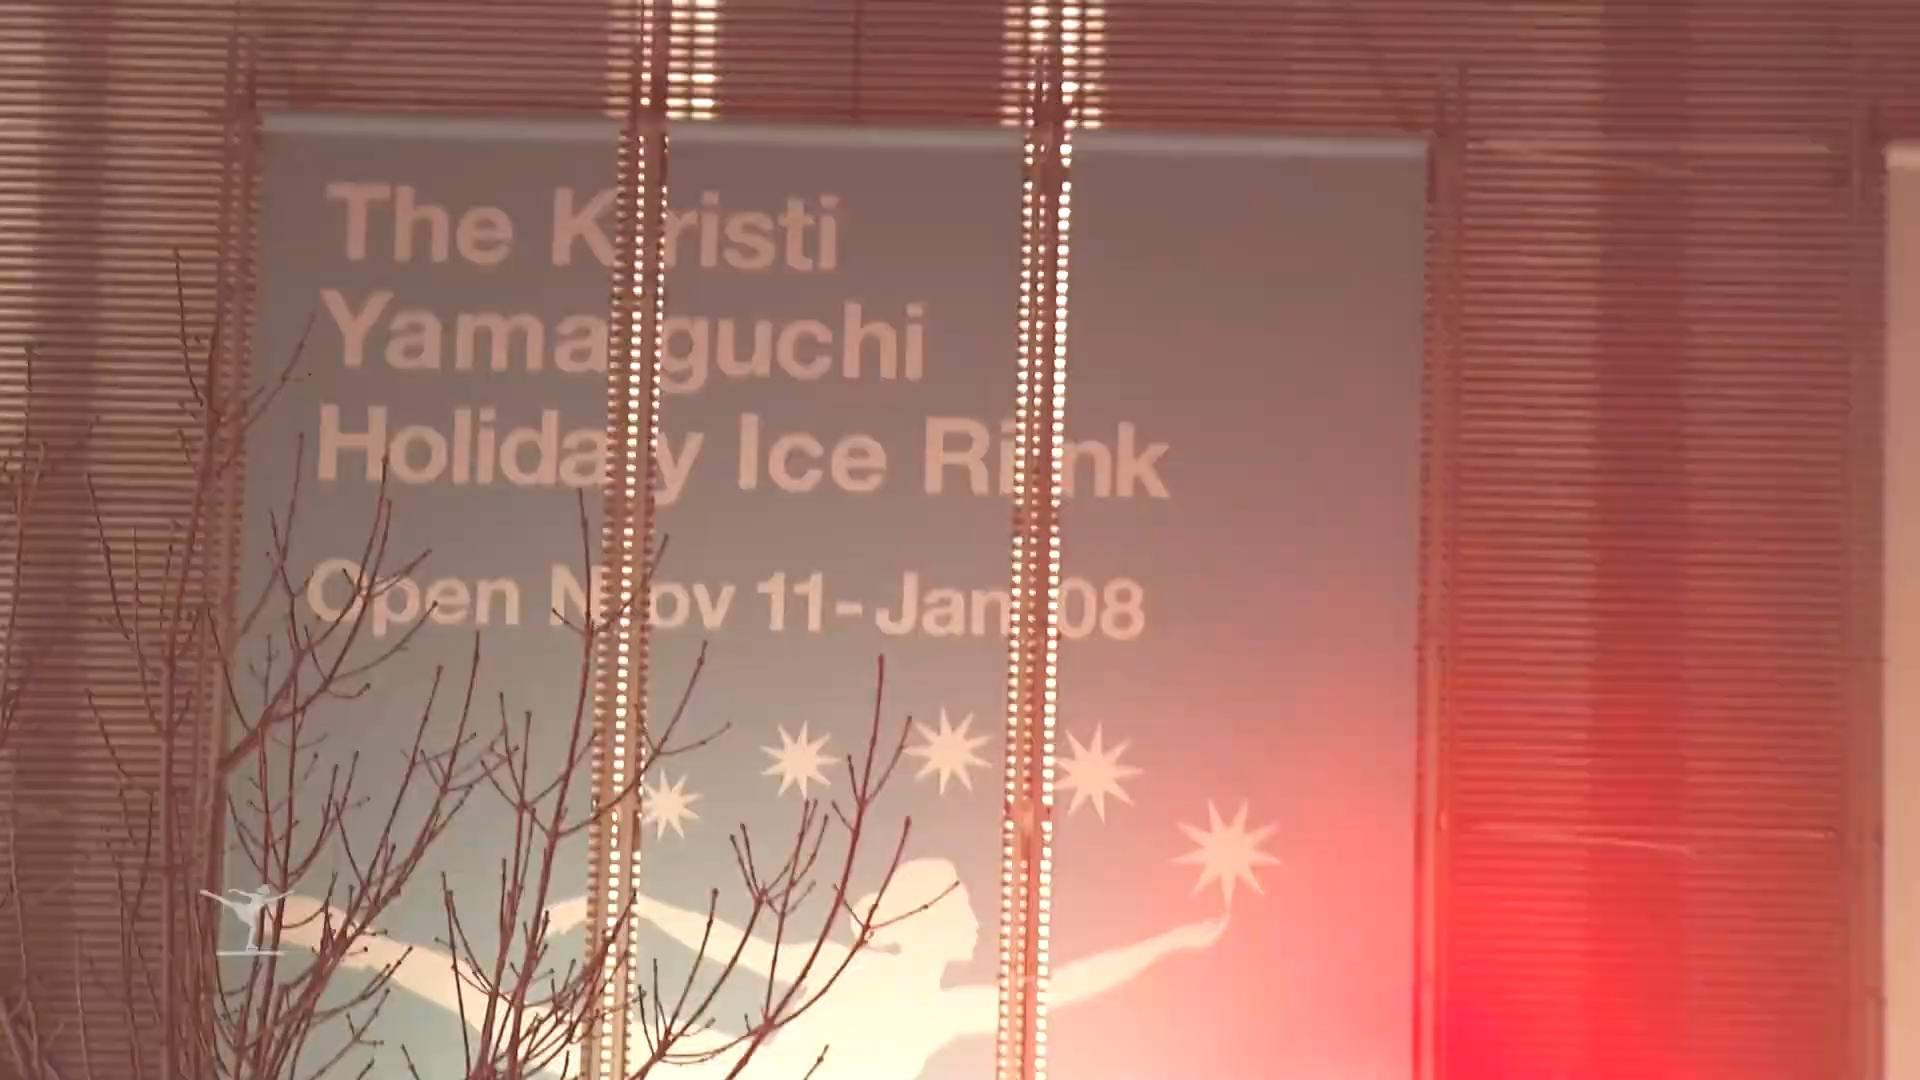 The Kristi
Yamaguchi
Holiday Ice Rink
Open Nov 11-Jan 08